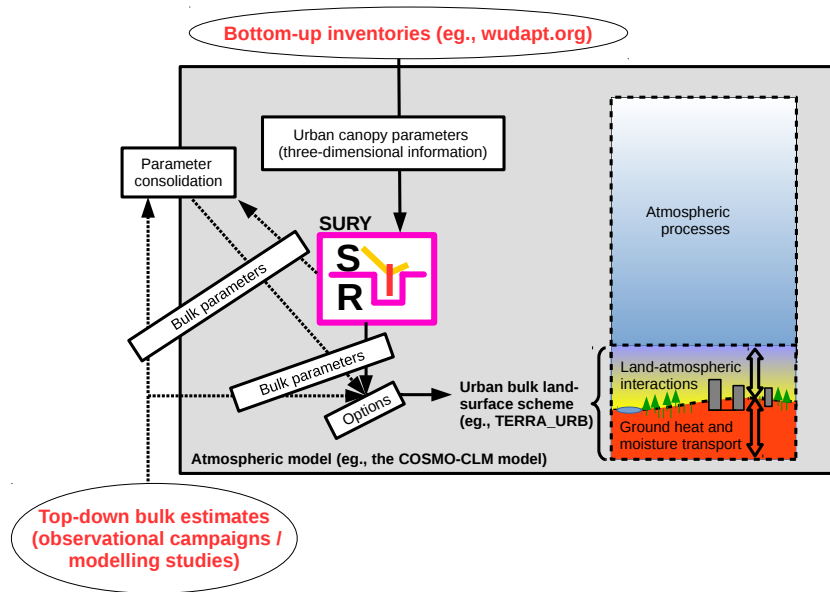 Bottom-up inventories (eg., wudapt.org)
Urban canopy parameters
(three-dimensional information)
Parameter
consolidation
SURY
S
R
Bulk parameters
Bulk parameters
Options
Urban bulk land-
surface scheme
(eg., TERRA_URB)
Atmospheric model (eg., the COSMO-CLM model)
Atmospheric
processes
Land-atmospheric
interactions
Ground heat and
moisture transport
Top-down bulk estimates
(observational campaigns /
modelling studies)